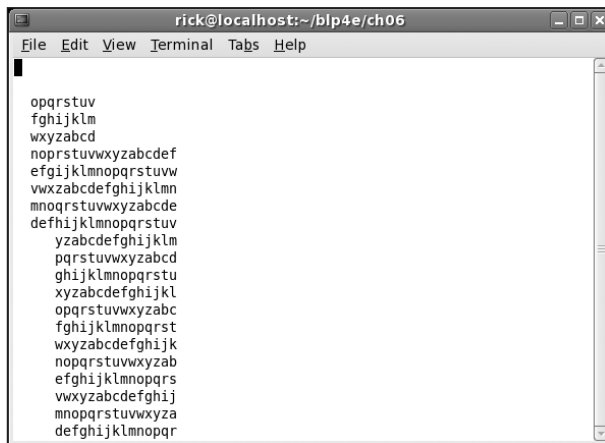 rick@localhost:~/blp4e/ch06
File Edit View Terminal Tabs Help
opqrstuv
fghijklm
wxyzabcd
noprstuvwxyzabcdef
efgijklmnopqrstuvw
vwxzabcdefghijklmn
mnoqrstuvwxyzabcde
defhijklmnopqrstuv
yzabcdefghijklm
pqrstuvwxyzabcd
ghijklmnopqrstu
xyzabcdefghijkl
opqrstuvwxyzabc
fghijklmnopqrst
wxyzabcdefghijk
nopqrstuvwxyzab
efghijklmnopqrs
vwxyzabcdefghij
mnopqrstuvwxyza
defghijklmnopqr